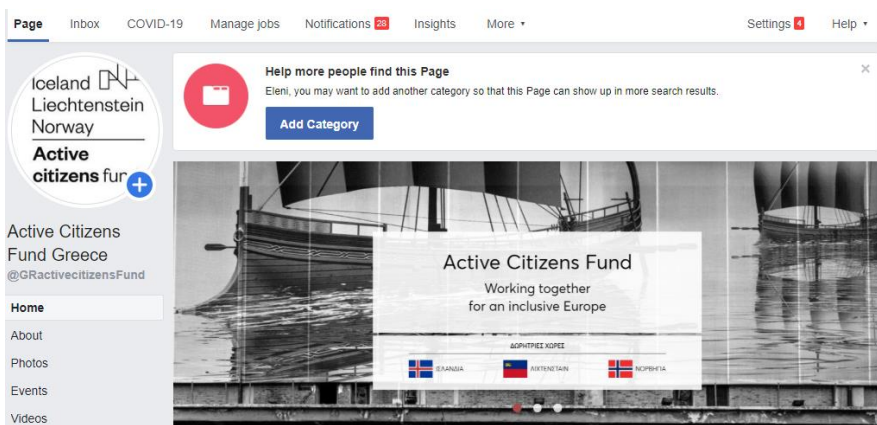 Page Inbox COVID-19 Manage jobs Notifications 28 Insights More Settings 4 Help
Iceland
Liechtenstein
Norway
Active
citizens fun
Help more people find this Page
Eleni, you may want to add another category so that this Page can show up in more search results.
Add Category
Active Citizens
Fund Greece
@GRactivecitizensFund
Home
About
Photos
Events
Videos
Active Citizens Fund
Working together
for an inclusive Europe
ΔΩΡΗΤΡΙΕΣ ΧΩΡΕΣ
ΙΣΛΑΝΔΙΑ ΛΙΧΤΕΝΣΤΑΙΝ ΝΟΡΒΗΓΙΑ